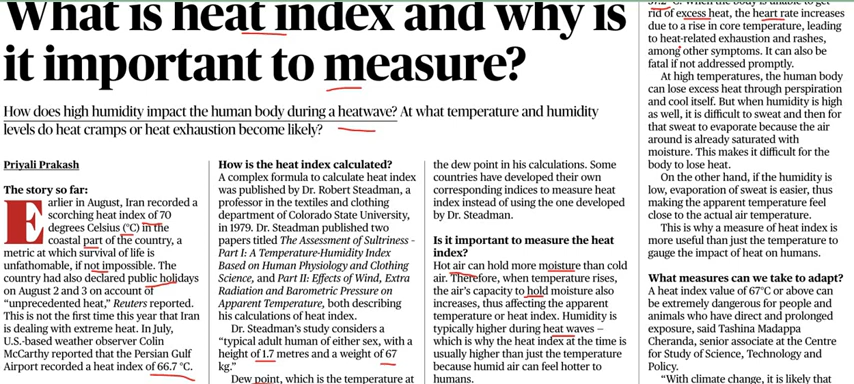 What is heat index and why is
it important to measure?
How does high humidity impact the human body during a heatwave? At what temperature and humidity
levels do heat cramps or heat exhaustion become likely?
Priyali Prakash
The story so far:
Earlier in August, Iran recorded a
scorching heat index of 70
degrees Celsius (°C) in the
coastal part of the country, a
metric at which survival of life is
unfathomable, if not impossible. The
country had also declared public holidays
on August 2 and 3 on account of
“unprecedented heat,” Reuters reported.
This is not the first time this year that Iran
is dealing with extreme heat. In July,
U.S.-based weather observer Colin
McCarthy reported that the Persian Gulf
Airport recorded a heat index of 66.7 °C.
How is the heat index calculated?
A complex formula to calculate heat index
was published by Dr. Robert Steadman, a
professor in the textiles and clothing
department of Colorado State University,
in 1979. Dr. Steadman published two
papers titled The Assessment of Sultriness -
Part I: A Temperature-Humidity Index
Based on Human Physiology and Clothing
Science, and Part II: Effects of Wind, Extra
Radiation and Barometric Pressure on
Apparent Temperature, both describing
his calculations of heat index.
Dr. Steadman’s study considers a
“typical adult human of either sex, with a
height of 1.7 metres and a weight of 67
kg.”
Dew point, which is the temperature at
the dew point in his calculations. Some
countries have developed their own
corresponding indices to measure heat
index instead of using the one developed
by Dr. Steadman.
Is it important to measure the heat
index?
Hot air can hold more moisture than cold
air. Therefore, when temperature rises,
the air’s capacity to hold moisture also
increases, thus affecting the apparent
temperature or heat index. Humidity is
typically higher during heat waves —
which is why the heat index at the time is
usually higher than just the temperature
because humid air can feel hotter to
humans.
37.2 °C. When the body is unable to get
rid of excess heat, the heart rate increases
due to a rise in core temperature, leading
to heat-related exhaustion and rashes,
among other symptoms. It can also be
fatal if not addressed promptly.
At high temperatures, the human body
can lose excess heat through perspiration
and cool itself. But when humidity is high
as well, it is difficult to sweat and then for
that sweat to evaporate because the air
around is already saturated with
moisture. This makes it difficult for the
body to lose heat.
On the other hand, if the humidity is
low, evaporation of sweat is easier, thus
making the apparent temperature feel
close to the actual air temperature.
This is why a measure of heat index is
more useful than just the temperature to
gauge the impact of heat on humans.
What measures can we take to adapt?
A heat index value of 67°C or above can
be extremely dangerous for people and
animals who have direct and prolonged
exposure, said Tashina Madappa
Cheranda, senior associate at the Centre
for Study of Science, Technology and
Policy.
“With climate change, it is likely that